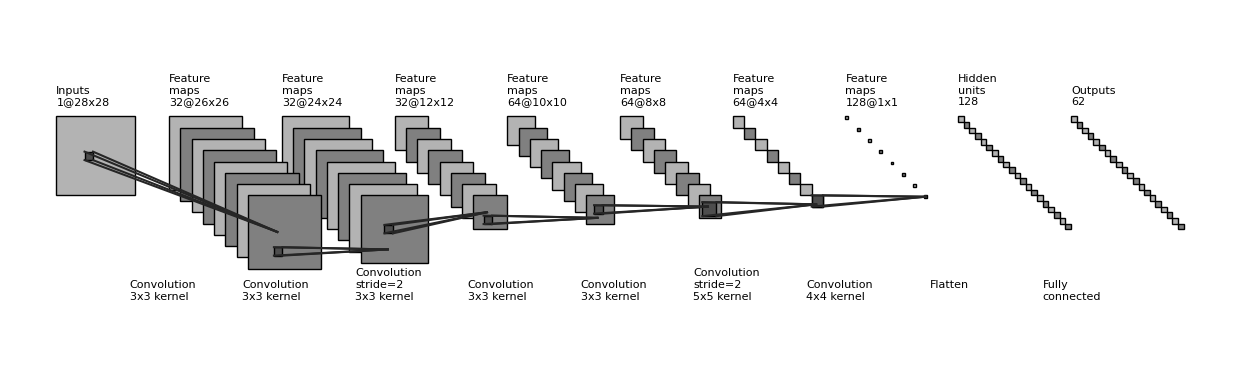 Inputs
1@28x28
Feature
maps
32@26x26
Feature
maps
32@24x24
Feature
maps
32@12x12
Feature
maps
64@10x10
Feature
maps
64@8x8
Feature
maps
64@4x4
Feature
maps
128@1x1
Hidden
units
128
Outputs
62
Convolution
3x3 kernel
Convolution
3x3 kernel
Convolution
stride=2
3x3 kernel
Convolution
3x3 kernel
Convolution
3x3 kernel
Convolution
stride=2
5x5 kernel
Convolution
4x4 kernel
Flatten
Fully
connected